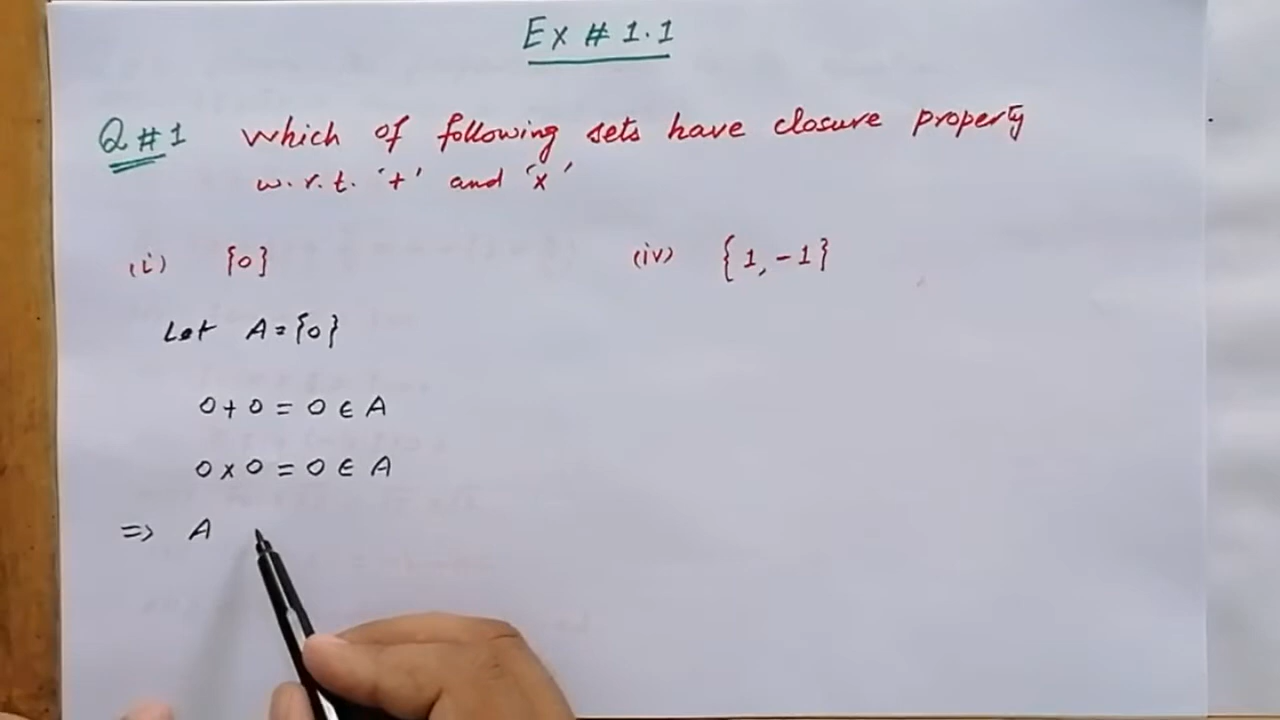 Ex # 1.1
Q # 1 Which of following sets have closure property
w.r.t. '+' and 'x'
(i) {0}
Let A = {0}
0 + 0 = 0 ∈ A
0 x 0 = 0 ∈ A
=> A
(iv) {1, -1}